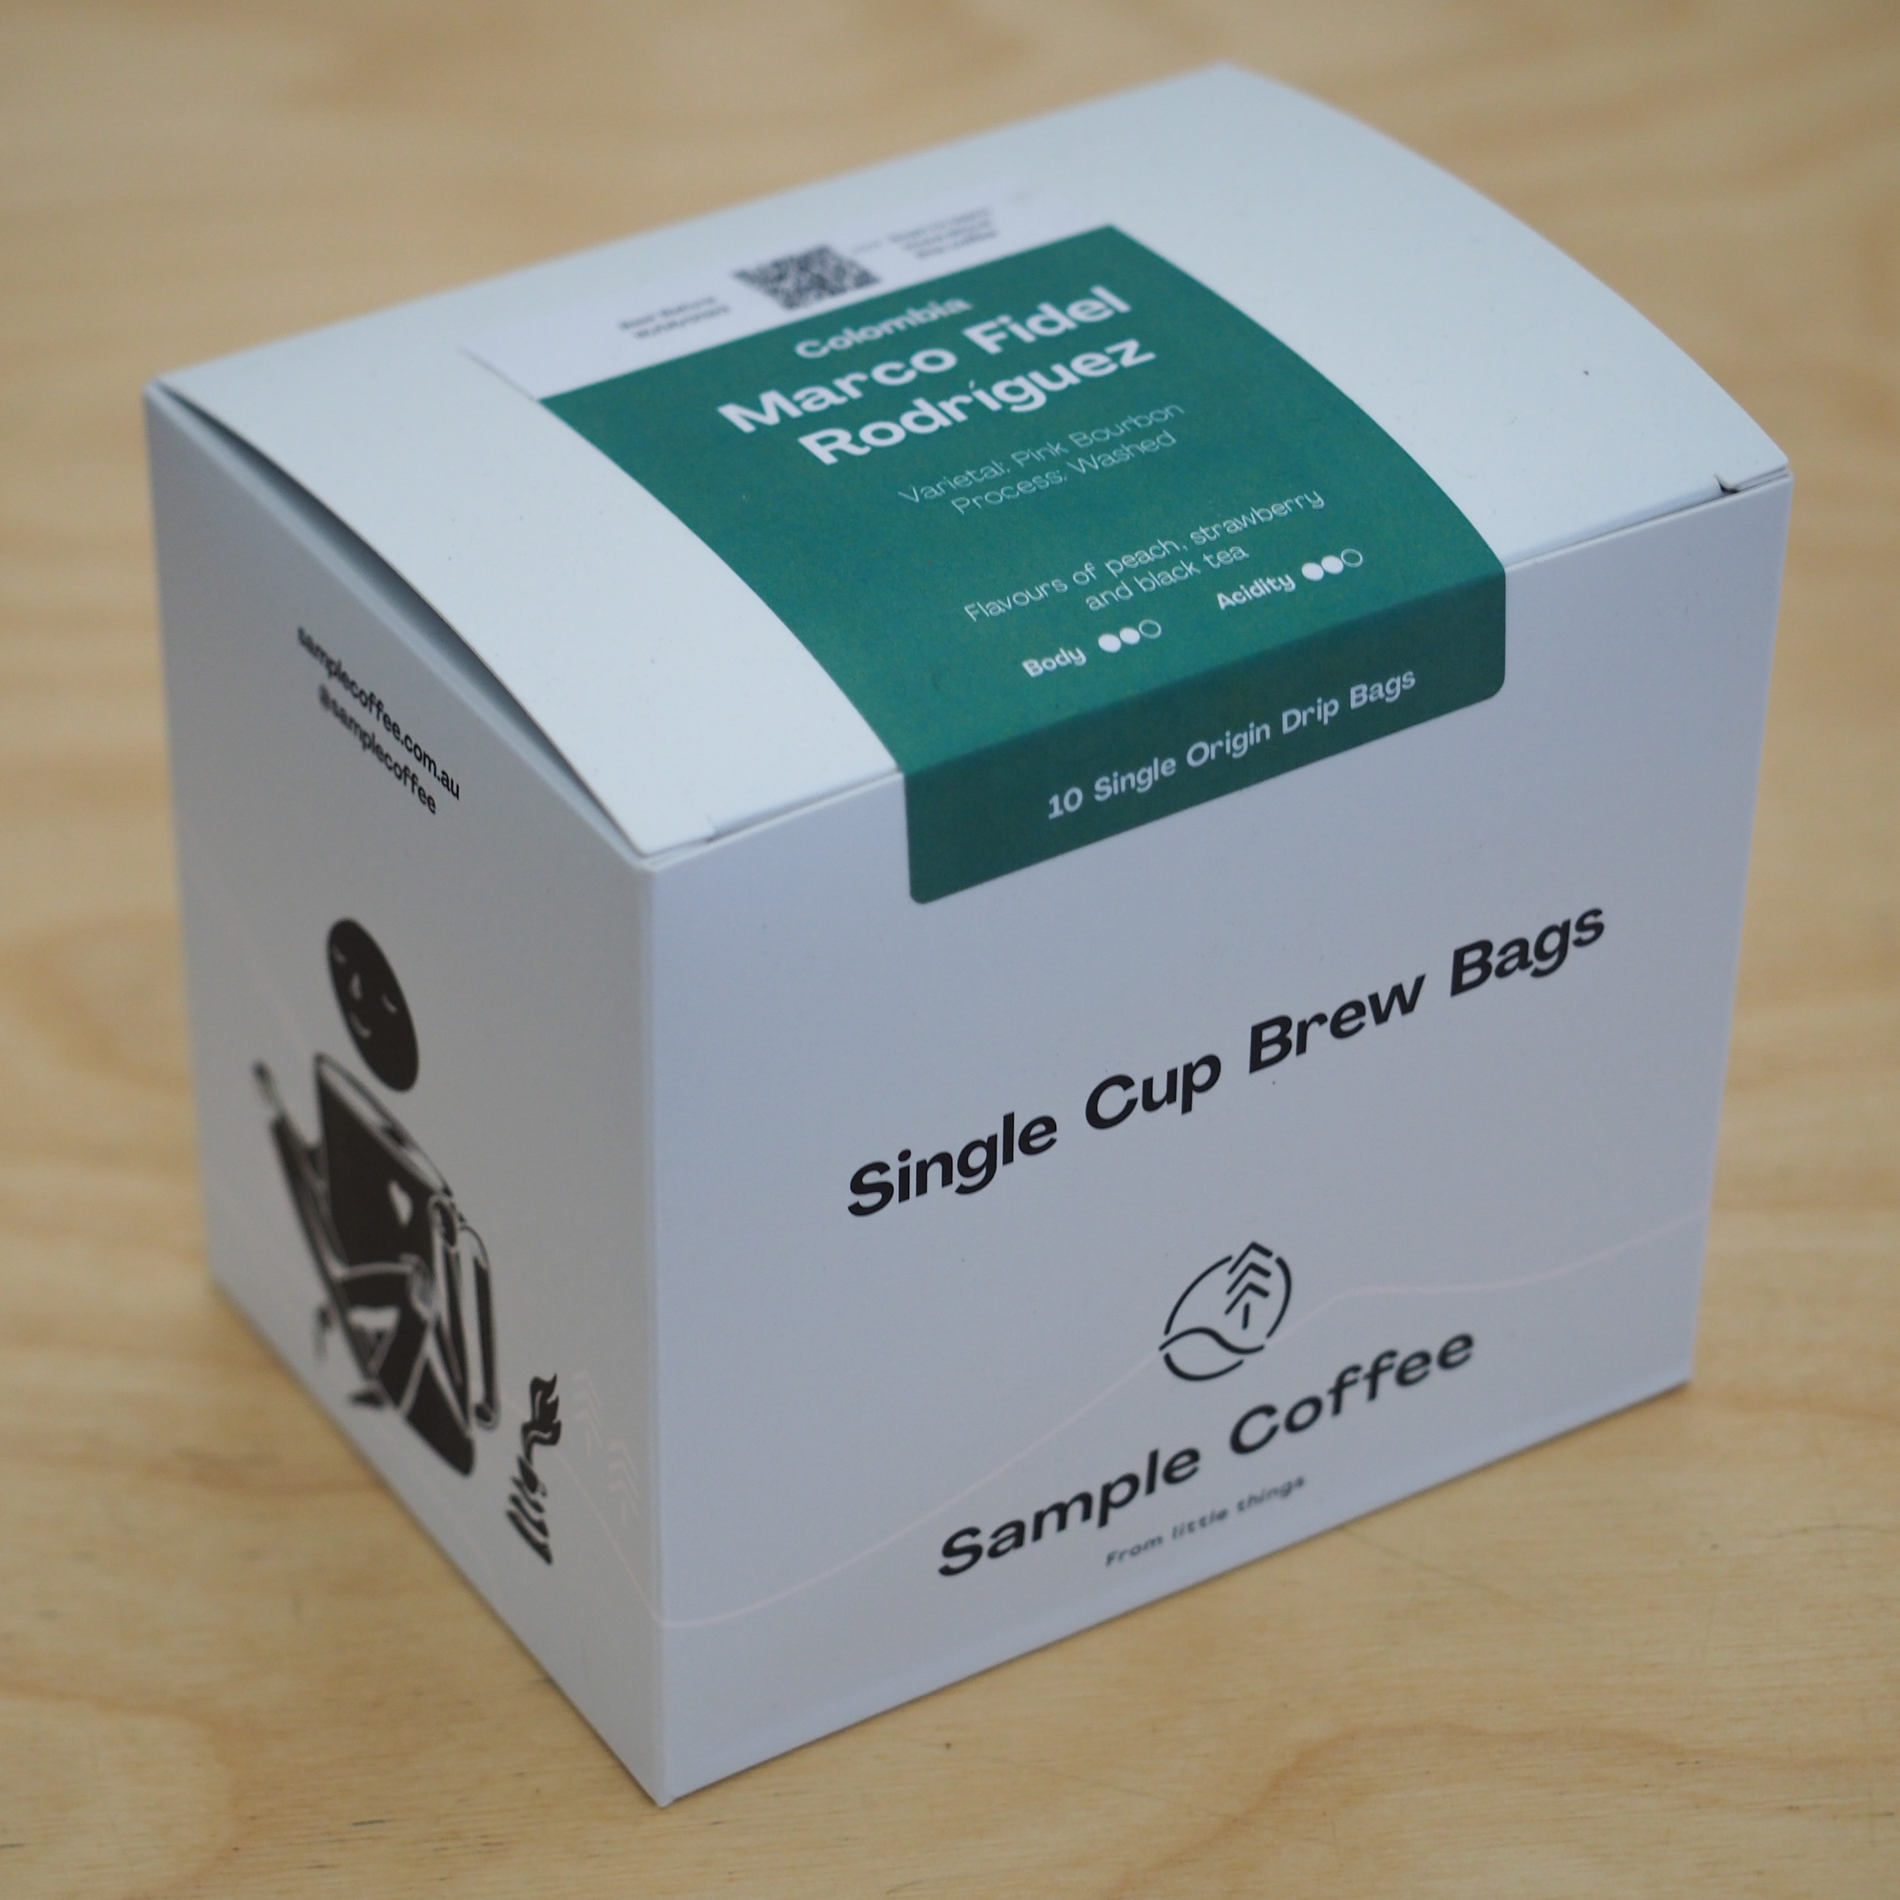 Colombia
Marco Fidel
Rodríguez
Varietal: Pink Bourbon
Process: Washed
Flavours of peach, strawberry
and black tea
Body
Acidity
10 Single Origin Drip Bags
samplecoffee.com.au
@samplecoffee
Single Cup Brew Bags
Sample Coffee
From little things